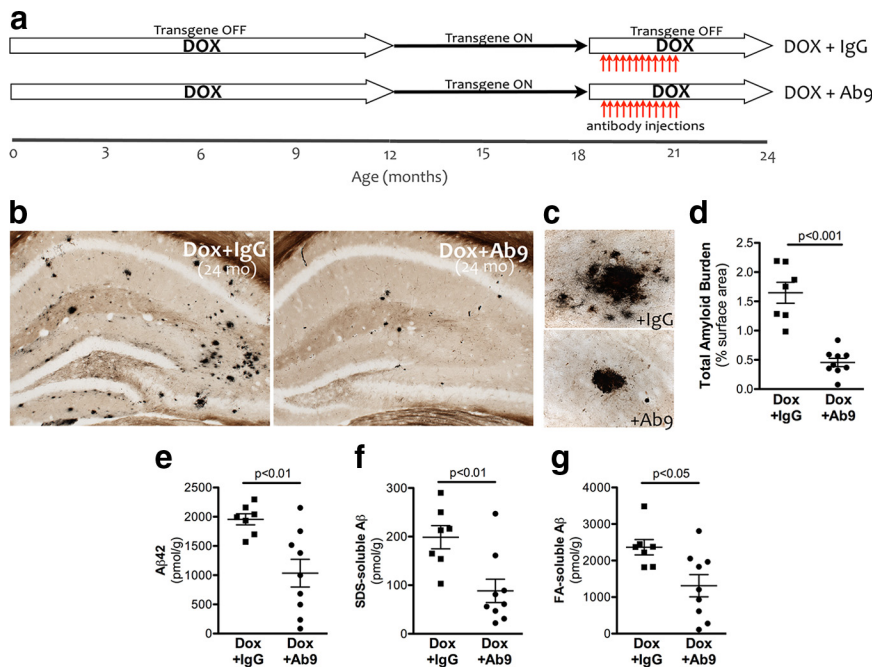 a
Transgene OFF
Transgene ON
Transgene OFF
DOX
DOX
DOX + IgG
Transgene ON
DOX
DOX
DOX + Ab9
antibody injections
0 3 6 9 12 15 18 21 24
Age (months)
b
Dox+IgG
(24 mo)
Dox+Ab9
(24 mo)
c
+IgG
+Ab9
d
p<0.001
Total Amyloid Burden
(% surface area)
2.5
2.0
1.5
1.0
0.5
0.0
Dox
+IgG
Dox
+Ab9
e
p<0.01
Aβ42
(pmol/g)
2500
2000
1500
1000
500
0
Dox
+IgG
Dox
+Ab9
f
p<0.01
SDS-soluble Aβ
(pmol/g)
300
200
100
0
Dox
+IgG
Dox
+Ab9
g
p<0.05
FA-soluble Aβ
(pmol/g)
4000
3000
2000
1000
0
Dox
+IgG
Dox
+Ab9